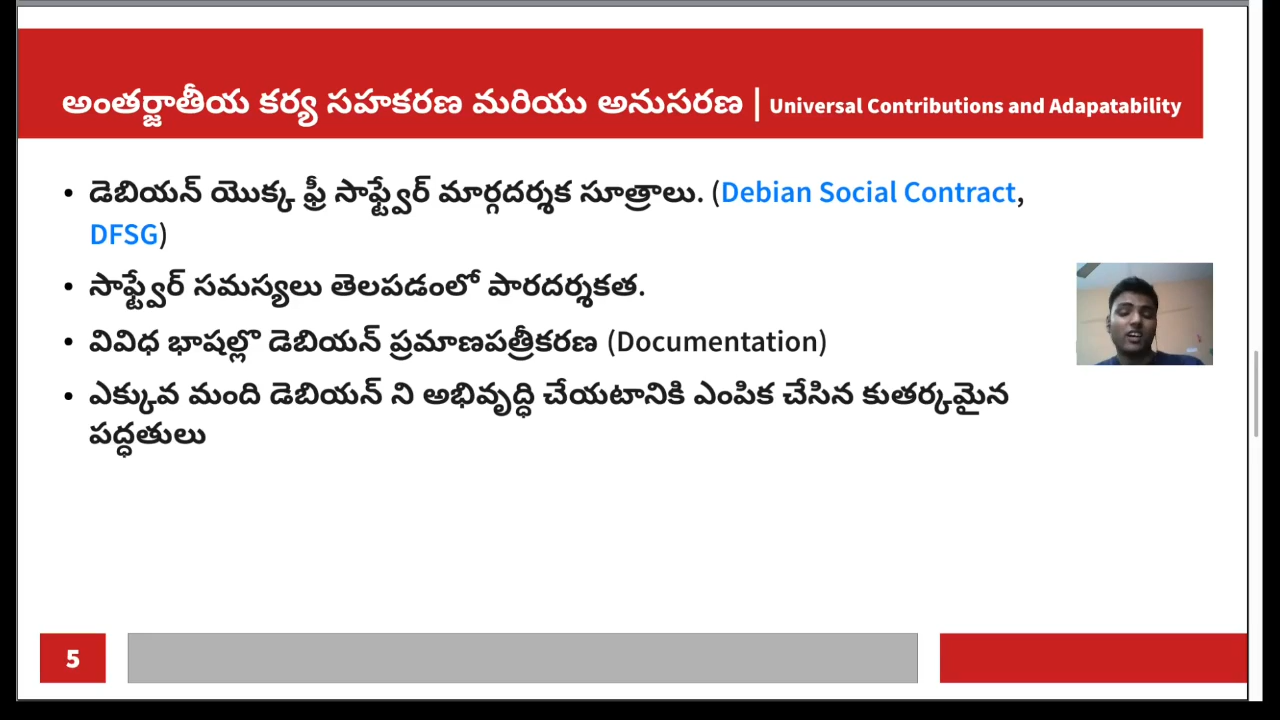 అంతర్జాతీయ కర్య సహకరణ మరియు అనుసరణ | Universal Contributions and Adapatability
• డెబియన్ యొక్క ఫ్రీ సాఫ్ట్వేర్ మార్గదర్శక సూత్రాలు. (Debian Social Contract,
DFSG)
• సాఫ్ట్వేర్ సమస్యలు తెలపడంలో పారదర్శకత.
• వివిధ భాషల్లొ డెబియన్ ప్రమాణపత్రీకరణ (Documentation)
• ఎక్కువ మంది డెబియన్ ని అభివృద్ధి చేయటానికి ఎంపిక చేసిన కుతర్కమైన
పద్ధతులు
5